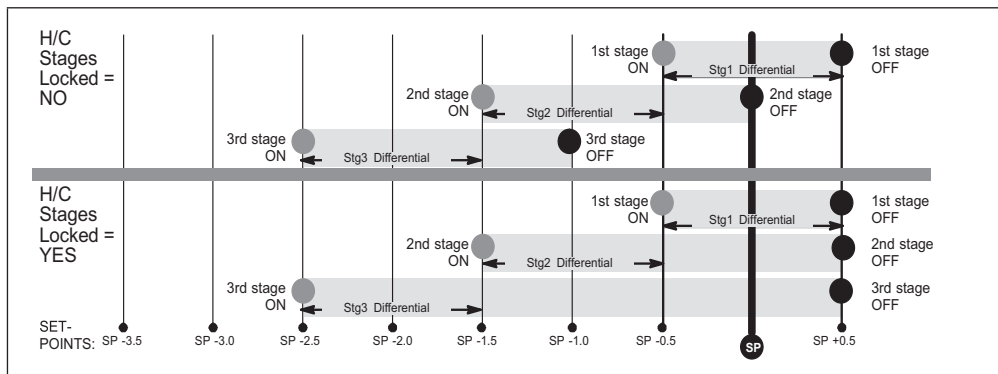 H/C
Stages
Locked =
NO
1st stage
ON
Stg1 Differential
1st stage
OFF
2nd stage
ON
Stg2 Differential
2nd stage
OFF
3rd stage
ON
Stg3 Differential
3rd stage
OFF
H/C
Stages
Locked =
YES
1st stage
ON
Stg1 Differential
1st stage
OFF
2nd stage
ON
Stg2 Differential
2nd stage
OFF
3rd stage
ON
Stg3 Differential
3rd stage
OFF
SET-
POINTS:
SP -3.5
SP -3.0
SP -2.5
SP -2.0
SP -1.5
SP -1.0
SP -0.5
SP
SP +0.5